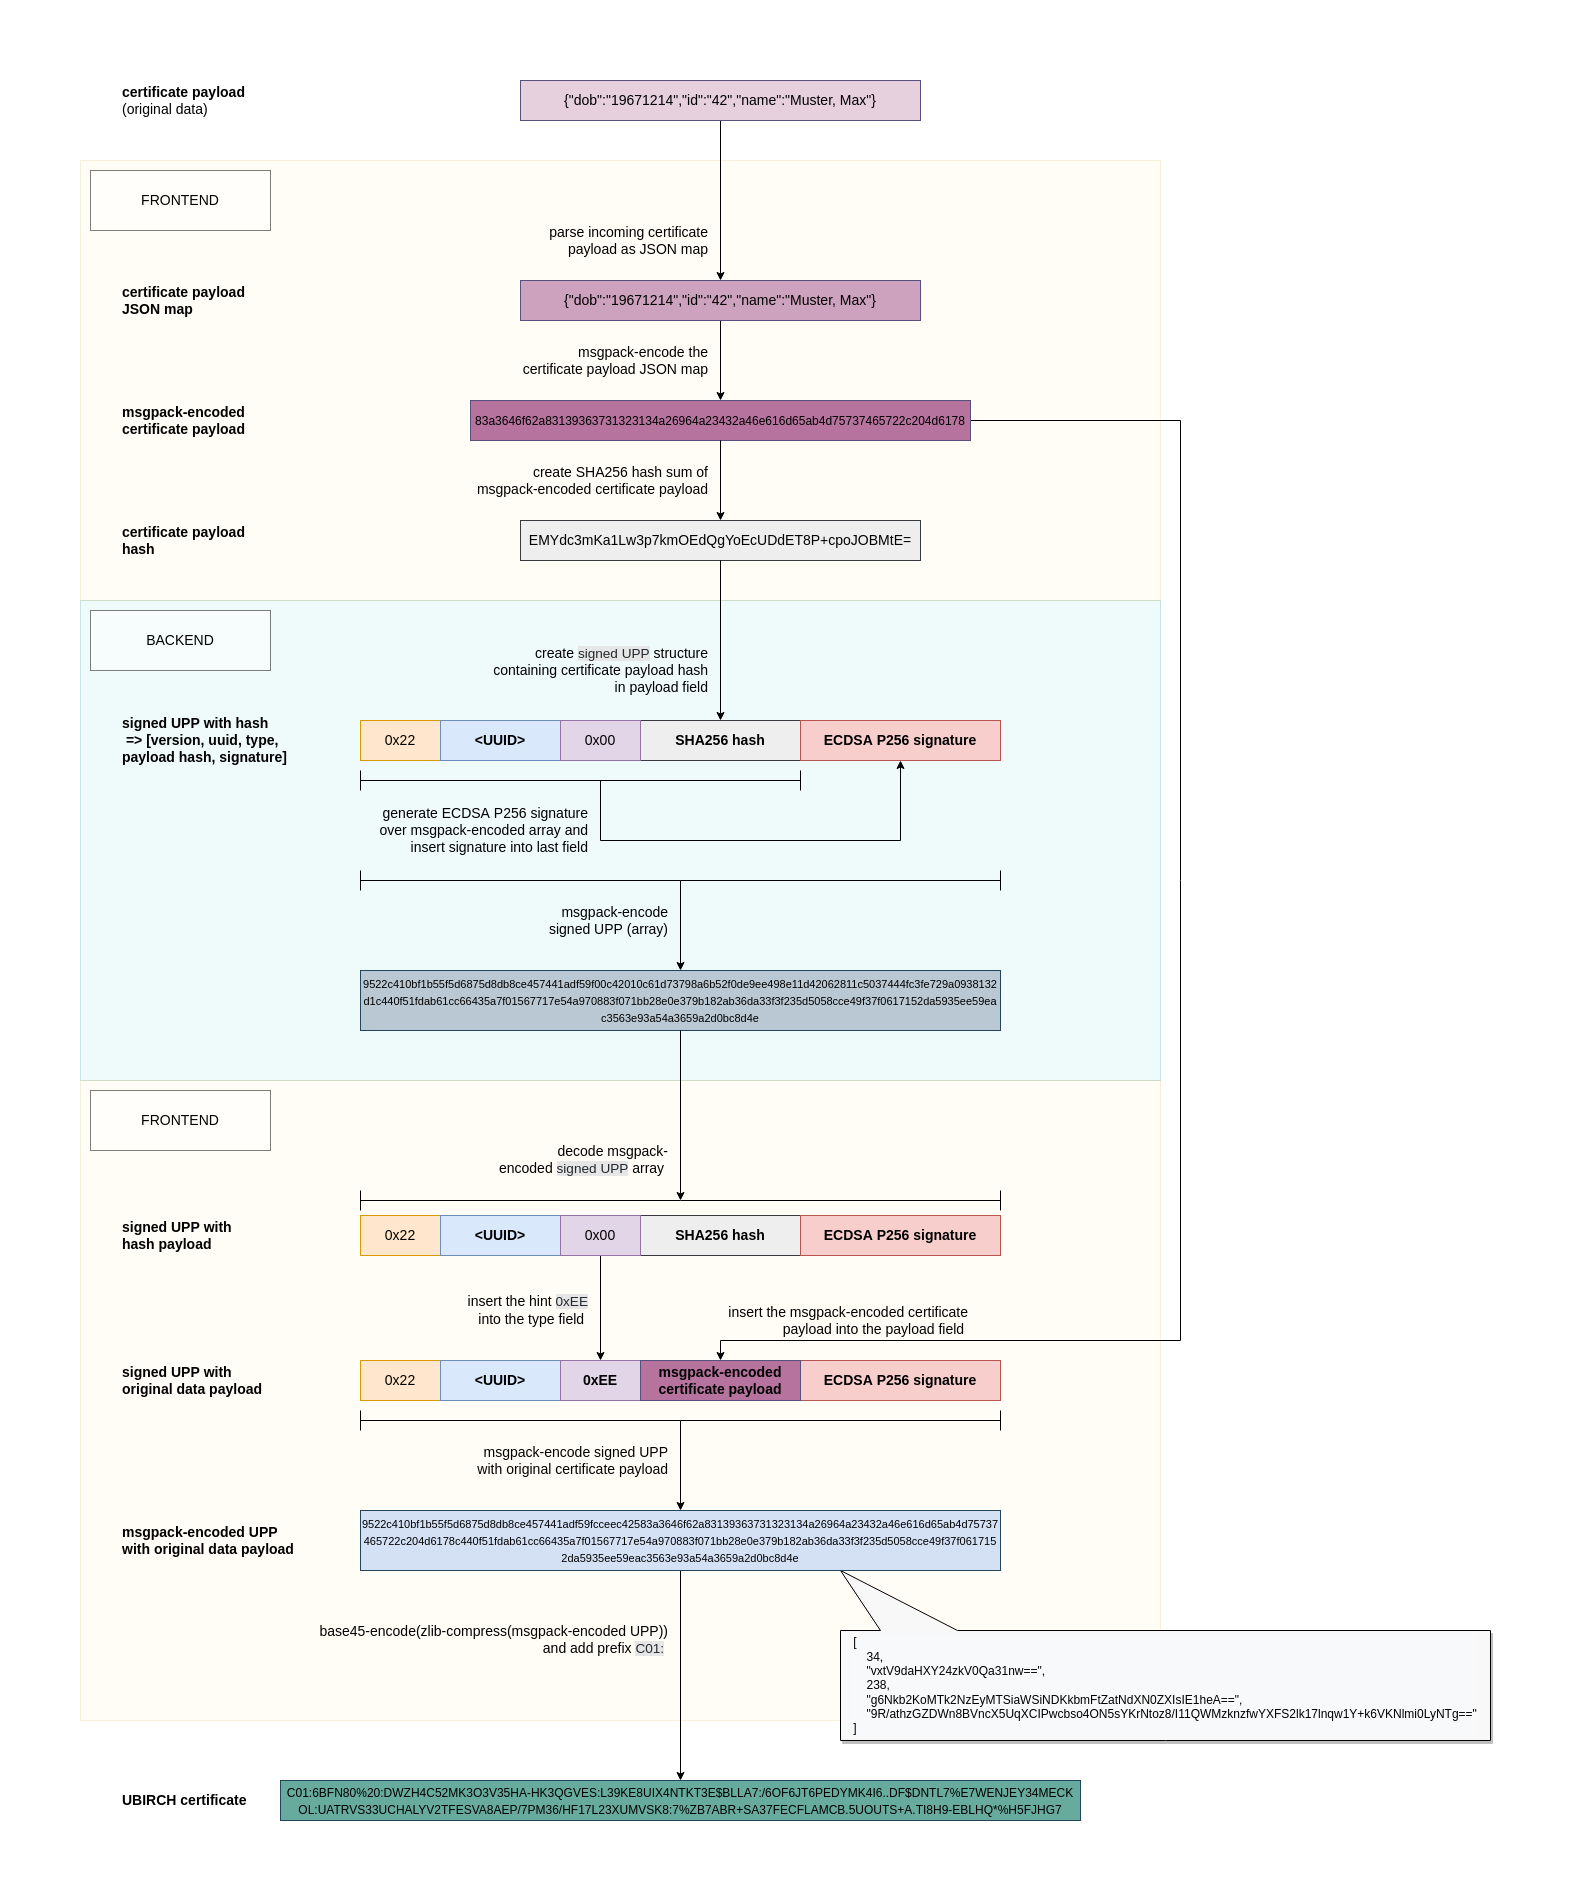 certificate payload
(original data)
{"dob":"19671214","id":"42","name":"Muster, Max"}
FRONTEND
parse incoming certificate
payload as JSON map
certificate payload
JSON map
{"dob":"19671214","id":"42","name":"Muster, Max"}
msgpack-encode the
certificate payload JSON map
msgpack-encoded
certificate payload
83a3646f62a83139363731323134a26964a23432a46e616d65ab4d75737465722c204d6178
create SHA256 hash sum of
msgpack-encoded certificate payload
certificate payload
hash
EMYdc3mKa1Lw3p7kmOEdQgYoEcUDdET8P+cpoJOBMtE=
BACKEND
create signed UPP structure
containing certificate payload hash
in payload field
signed UPP with hash
=> [version, uuid, type,
payload hash, signature]
0x22 <UUID> 0x00 SHA256 hash ECDSA P256 signature
generate ECDSA P256 signature
over msgpack-encoded array and
insert signature into last field
msgpack-encode
signed UPP (array)
9522c410bf1b55f5d6875d8db8ce457441adf59f00c42010c61d73798a6b52f0de9ee498e11d42062811c5037444fc3fe729a0938132
d1c440f51fdab61cc66435a7f01567717e54a970883f071bb28e0e379b182ab36da33f3f235d5058cce49f37f0617152da5935ee59ea
c3563e93a54a3659a2d0bc8d4e
FRONTEND
decode msgpack-
encoded signed UPP array
signed UPP with
hash payload
0x22 <UUID> 0x00 SHA256 hash ECDSA P256 signature
insert the hint 0xEE
into the type field
insert the msgpack-encoded certificate
payload into the payload field
signed UPP with
original data payload
0x22 <UUID> 0xEE msgpack-encoded
certificate payload ECDSA P256 signature
msgpack-encode signed UPP
with original certificate payload
msgpack-encoded UPP
with original data payload
9522c410bf1b55f5d6875d8db8ce457441adf59fcceec42583a3646f62a83139363731323134a26964a23432a46e616d65ab4d75737
465722c204d6178c440f51fdab61cc66435a7f01567717e54a970883f071bb28e0e379b182ab36da33f3f235d5058cce49f37f061715
2da5935ee59eac3563e93a54a3659a2d0bc8d4e
base45-encode(zlib-compress(msgpack-encoded UPP))
and add prefix C01:
[
34,
"vxtV9daHXY24zkV0Qa31nw==",
238,
"g6Nkb2KoMTk2NzEyMTSiaWSiNDKkbmFtZatNdXN0ZXIsIE1heA==",
"9R/athzGZDWn8BVncX5UqXCIPwcbso4ON5sYKrNtoz8/I11QWMzknzfwYXFS2lk17lnqw1Y+k6VKNlmi0LyNTg=="
]
UBIRCH certificate
C01:6BFN80%20:DWZH4C52MK3O3V35HA-HK3QGVES:L39KE8UIX4NTKT3E$BLLA7:/6OF6JT6PEDYMK4I6..DF$DNTL7%E7WENJEY34MECK
OL:UATRVS33UCHALYV2TFESVA8AEP/7PM36/HF17L23XUMVSK8:7%ZB7ABR+SA37FECFLAMCB.5UOUTS+A.TI8H9-EBLHQ*%H5FJHG7